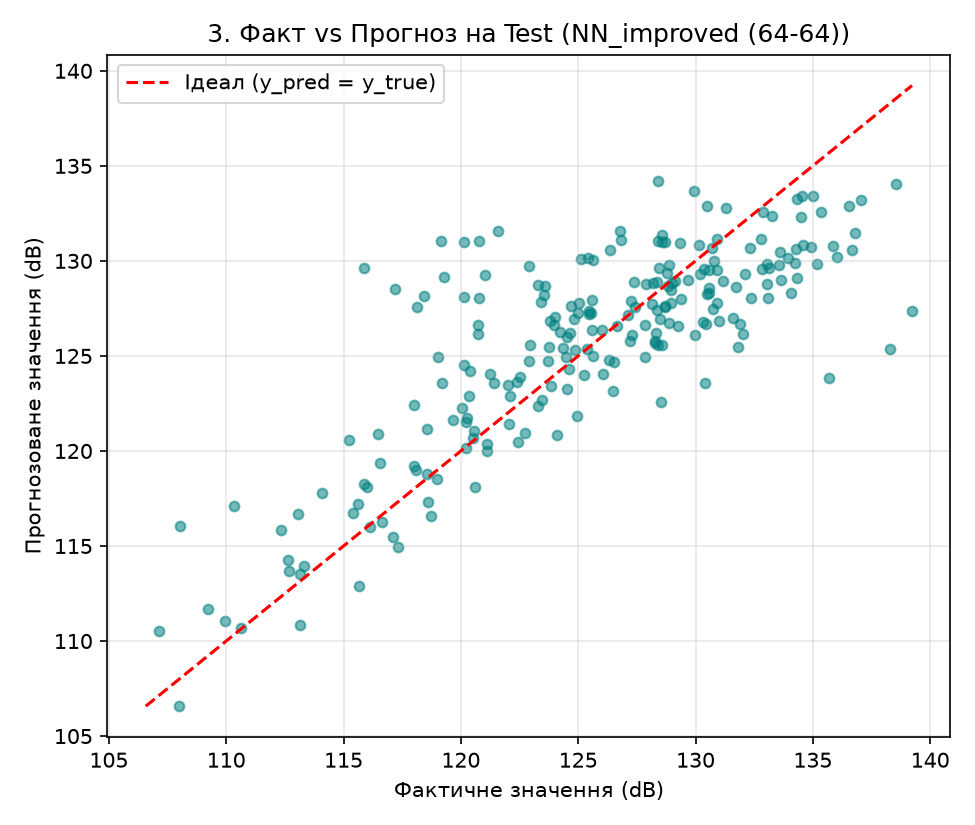 3. Факт vs Прогноз на Test (NN_improved (64-64))
Ідеал (y_pred = y_true)
140
135
130
125
120
115
110
105
Прогнозоване значення (dB)
105 110 115 120 125 130 135 140
Фактичне значення (dB)